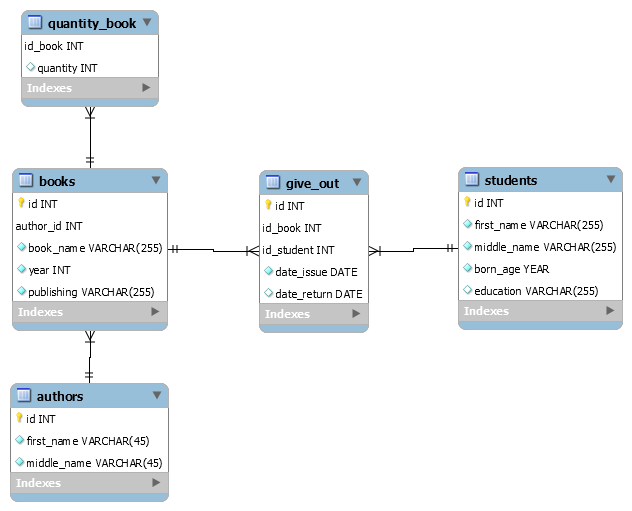 quantity_book
id_book INT
quantity INT
Indexes
books
id INT
author_id INT
book_name VARCHAR(255)
year INT
publishing VARCHAR(255)
Indexes
give_out
id INT
id_book INT
id_student INT
date_issue DATE
date_return DATE
Indexes
students
id INT
first_name VARCHAR(255)
middle_name VARCHAR(255)
born_age YEAR
education VARCHAR(255)
Indexes
authors
id INT
first_name VARCHAR(45)
middle_name VARCHAR(45)
Indexes